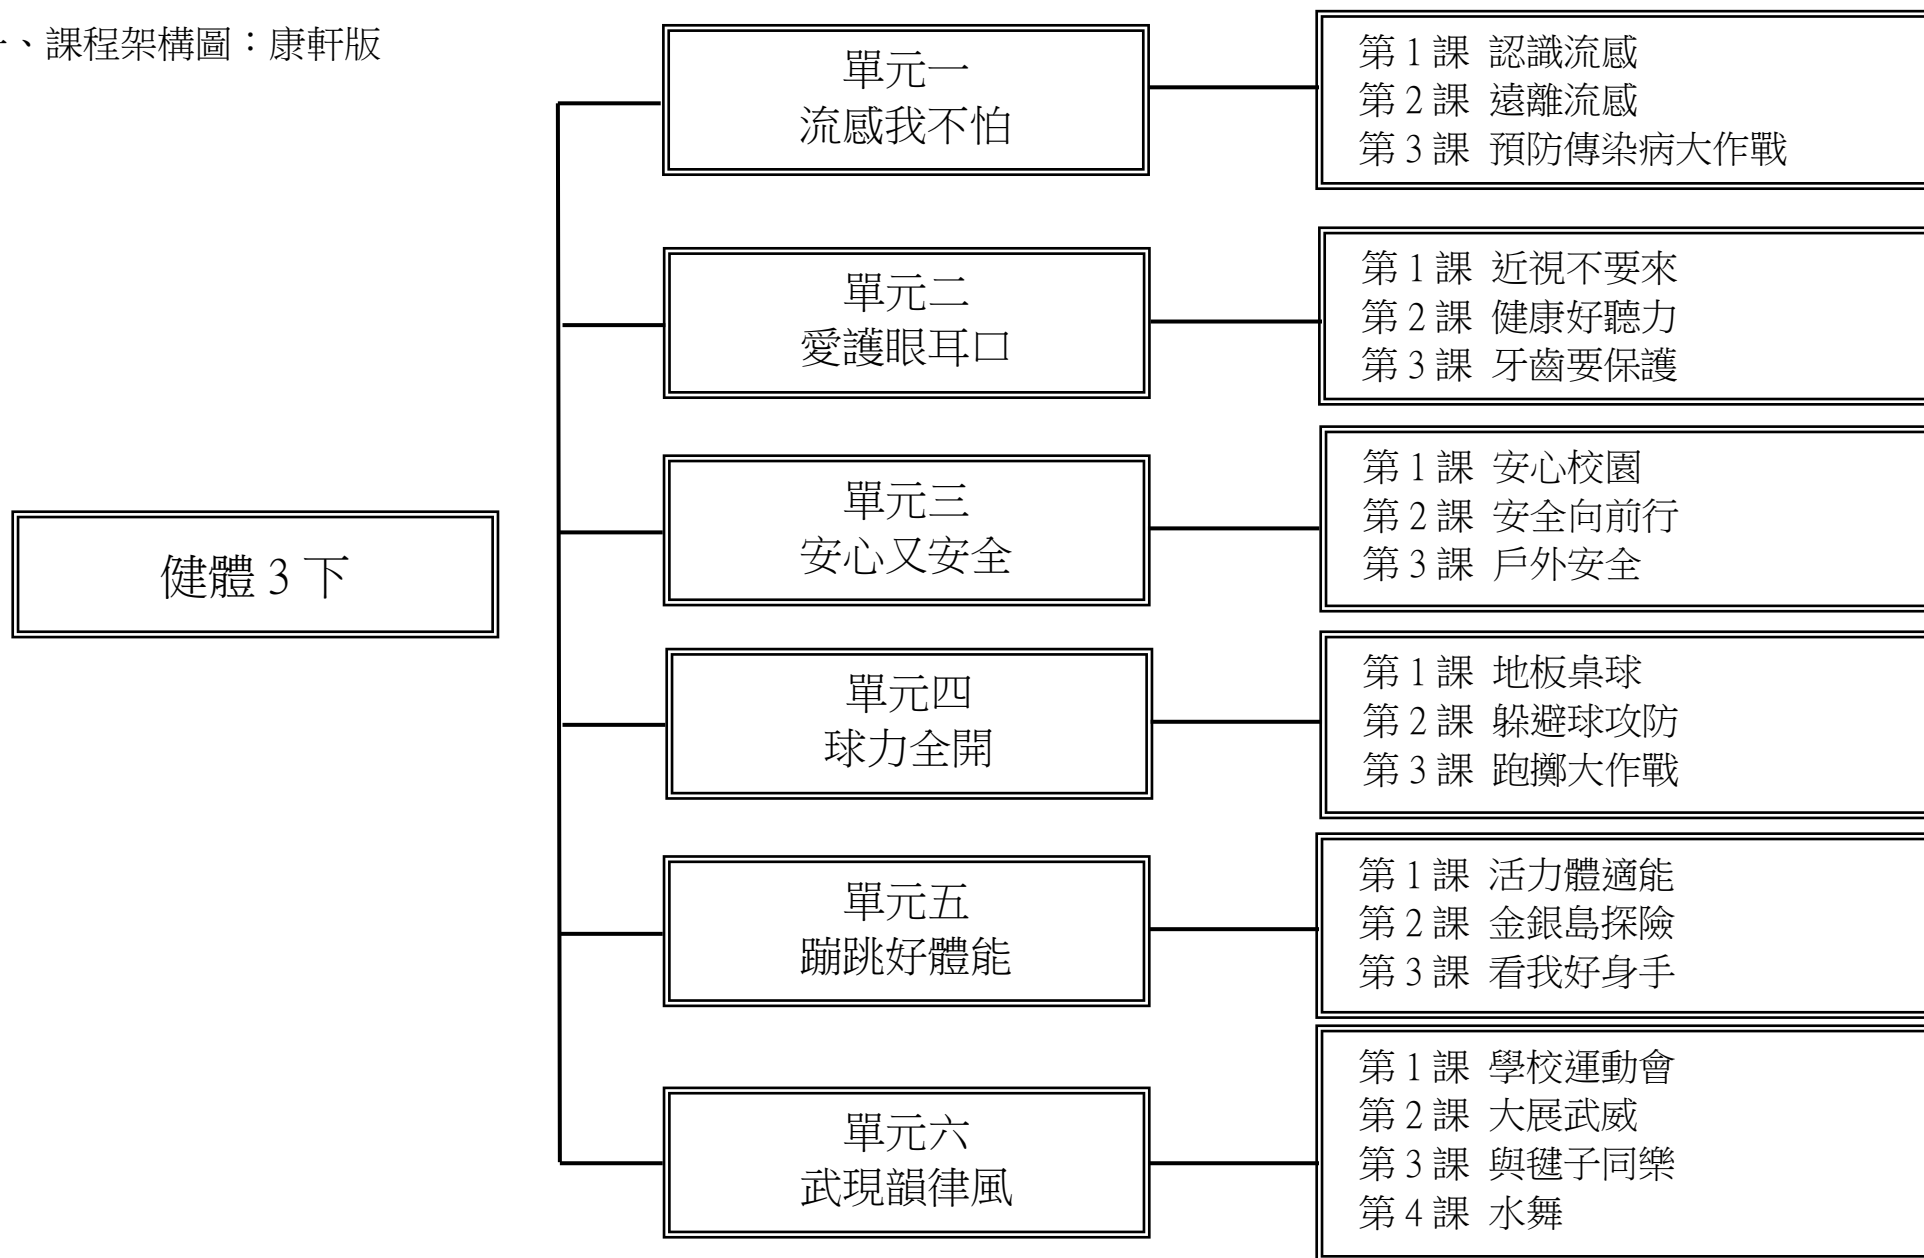 、課程架構圖：康軒版
單元一
流感我不怕
第 1 課 認識流感
第 2 課 遠離流感
第 3 課 預防傳染病大作戰
單元二
愛護眼耳口
第 1 課 近視不要來
第 2 課 健康好聽力
第 3 課 牙齒要保護
單元三
安心又安全
第 1 課 安心校園
第 2 課 安全向前行
第 3 課 戶外安全
健體 3 下
單元四
球力全開
第 1 課 地板桌球
第 2 課 躲避球攻防
第 3 課 跑擲大作戰
單元五
蹦跳好體能
第 1 課 活力體適能
第 2 課 金銀島探險
第 3 課 看我好身手
單元六
武現韻律風
第 1 課 學校運動會
第 2 課 大展武威
第 3 課 與毽子同樂
第 4 課 水舞